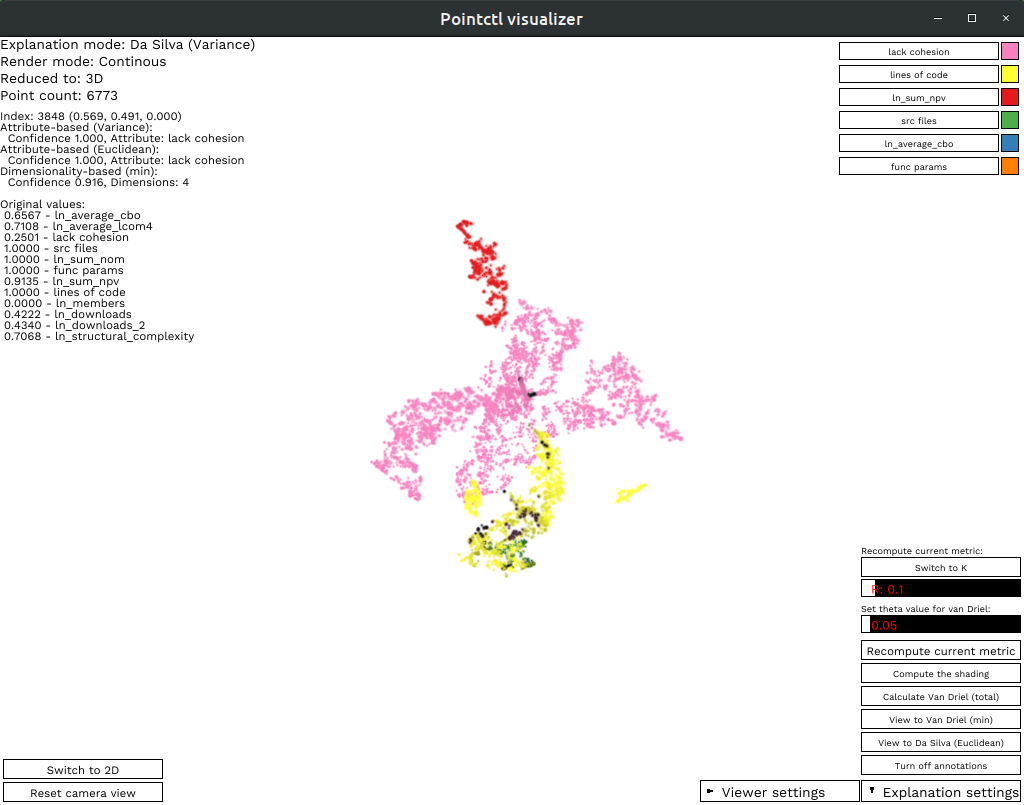 Pointctl visualizer
Explanation mode: Da Silva (Variance)
Render mode: Continous
Reduced to: 3D
Point count: 6773
Index: 3848 (0.569, 0.491, 0.000)
Attribute-based (Variance):
Confidence 1.000, Attribute: lack cohesion
Attribute-based (Euclidean):
Confidence 1.000, Attribute: lack cohesion
Dimensionality-based (min):
Confidence 0.916, Dimensions: 4
Original values:
0.6567 - ln_average_cbo
0.7108 - ln_average_lcom4
0.2501 - lack cohesion
1.0000 - src files
1.0000 - ln_sum_nom
1.0000 - func params
0.9135 - ln_sum_npv
1.0000 - lines of code
0.0000 - ln_members
0.4222 - ln_downloads
0.4340 - ln_downloads_2
0.7068 - ln_structural_complexity
lack cohesion
lines of code
ln_sum_npv
src files
ln_average_cbo
func params
Recompute current metric:
Switch to K
R: 0.1
Set theta value for van Driel:
0.05
Recompute current metric
Compute the shading
Calculate Van Driel (total)
View to Van Driel (min)
View to Da Silva (Euclidean)
Turn off annotations
Switch to 2D
Reset camera view
Viewer settings
Explanation settings